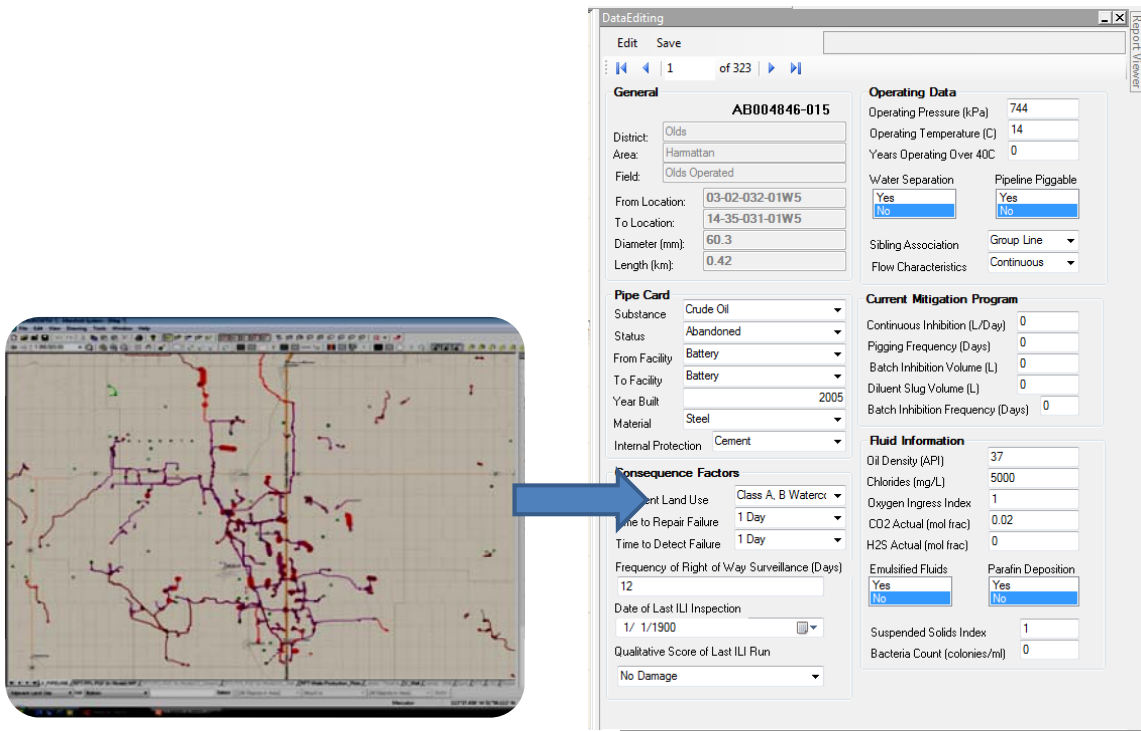 DataEditing
Report Viewer
Edit Save
1 of 323
General
AB004846-015
District: Olds
Area: Harmattan
Field: Olds Operated
From Location: 03-02-032-01W5
To Location: 14-35-031-01W5
Diameter (mm): 60.3
Length (km): 0.42
Pipe Card
Substance Crude Oil
Status Abandoned
From Facility Battery
To Facility Battery
Year Built 2005
Material Steel
Internal Protection Cement
Consequence Factors
ent Land Use Class A, B Waterc
me to Repair Failure 1 Day
Time to Detect Failure 1 Day
Frequency of Right of Way Surveillance (Days)
12
Date of Last ILI Inspection
1/ 1/1900
Qualitative Score of Last ILI Run
No Damage
Operating Data
Operating Pressure (kPa) 744
Operating Temperature (C) 14
Years Operating Over 40C 0
Water Separation Pipeline Piggable
Yes Yes
No No
Sibling Association Group Line
Flow Characteristics Continuous
Current Mitigation Program
Continuous Inhibition (L/Day) 0
Pigging Frequency (Days) 0
Batch Inhibition Volume (L) 0
Diluent Slug Volume (L) 0
Batch Inhibition Frequency (Days) 0
Fluid Information
Oil Density (API) 37
Chlorides (mg/L) 5000
Oxygen Ingress Index 1
CO2 Actual (mol frac) 0.02
H2S Actual (mol frac) 0
Emulsified Fluids Parafin Deposition
Yes Yes
No No
Suspended Solids Index 1
Bacteria Count (colonies/ml) 0
File Edit View Drawing Tools Window Help